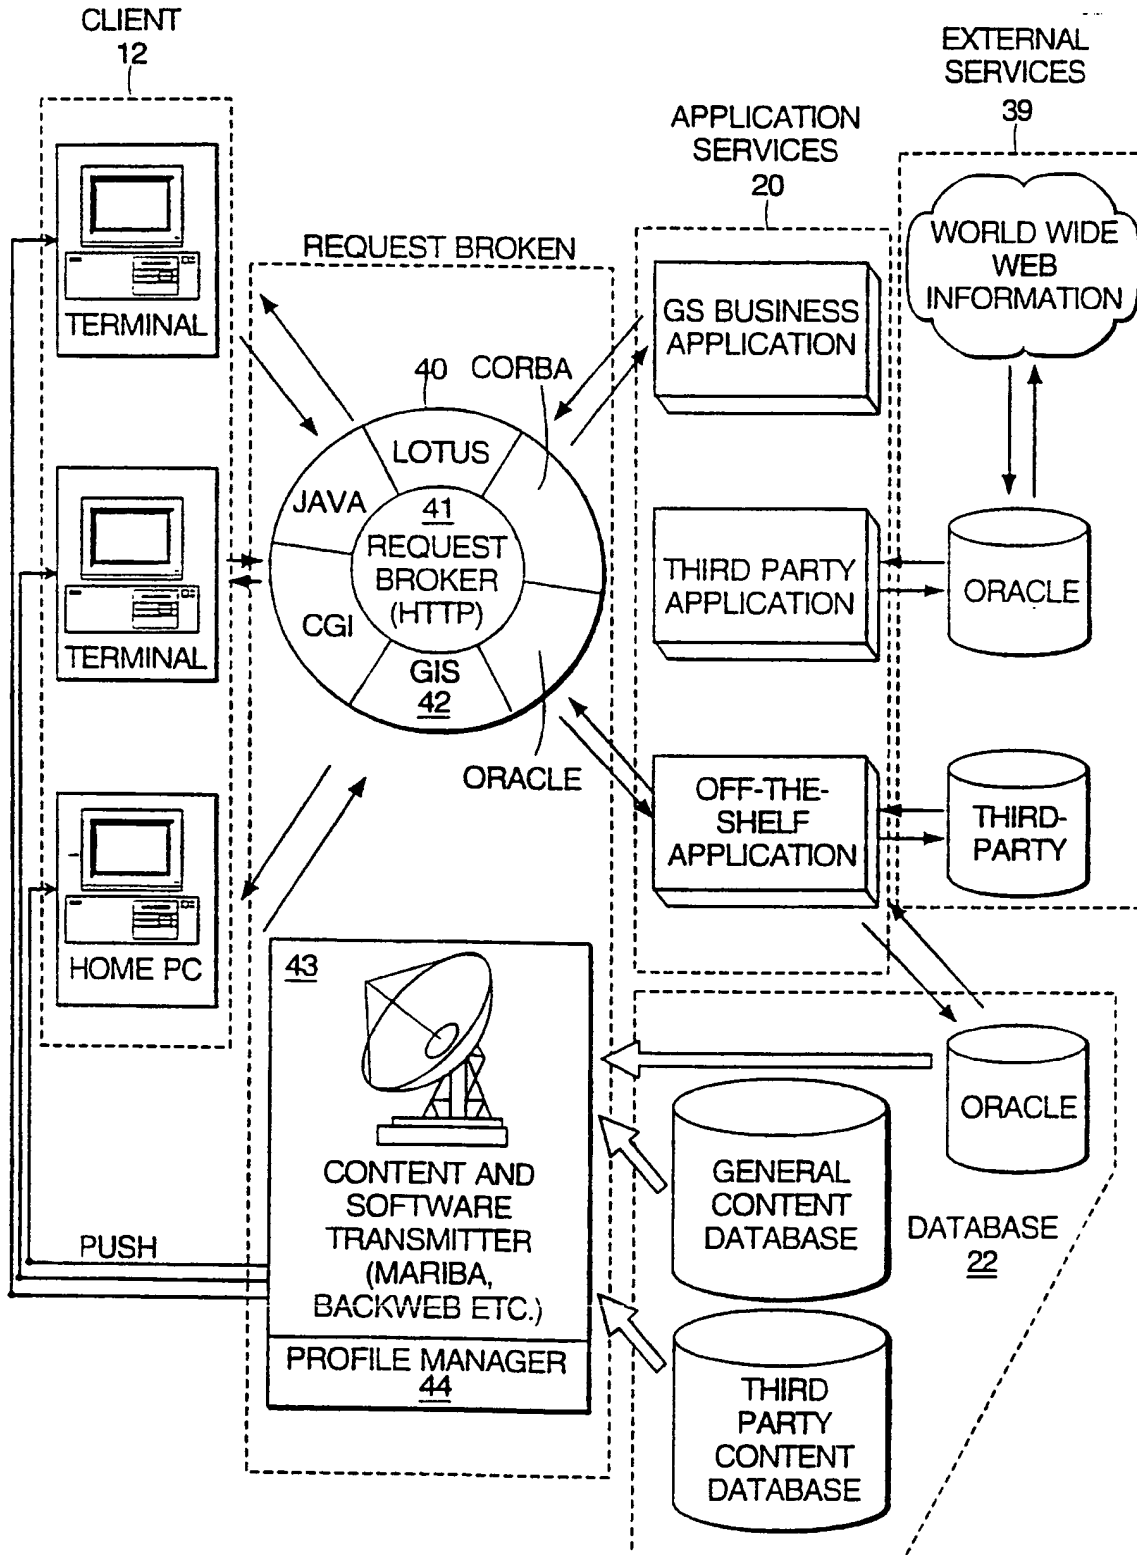 CLIENT
12
EXTERNAL
SERVICES
39
APPLICATION
SERVICES
20
REQUEST BROKEN
TERMINAL
TERMINAL
HOME PC
40
CORBA
LOTUS
JAVA
41
REQUEST
BROKER
(HTTP)
CGI
GIS
42
ORACLE
GS BUSINESS
APPLICATION
THIRD PARTY
APPLICATION
OFF-THE-
SHELF
APPLICATION
WORLD WIDE
WEB
INFORMATION
ORACLE
THIRD-
PARTY
43
CONTENT AND
SOFTWARE
TRANSMITTER
(MARIBA,
BACKWEB ETC.)
PROFILE MANAGER
44
PUSH
ORACLE
GENERAL
CONTENT
DATABASE
DATABASE
22
THIRD
PARTY
CONTENT
DATABASE